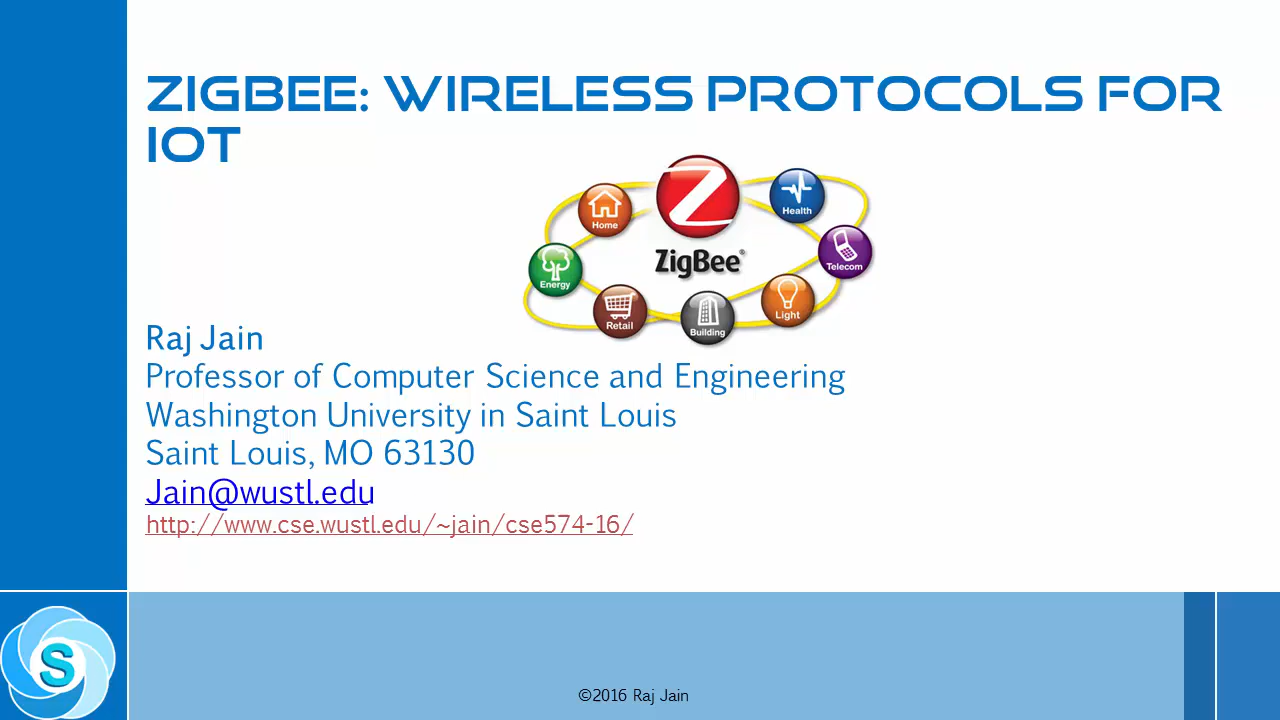 ZIGBEE: WIRELESS PROTOCOLS FOR
IOT
Z
Home
Health
ZigBee®
Telecom
Energy
Light
Retail
Building
Raj Jain
Professor of Computer Science and Engineering
Washington University in Saint Louis
Saint Louis, MO 63130
Jain@wustl.edu
http://www.cse.wustl.edu/~jain/cse574-16/
S
©2016 Raj Jain